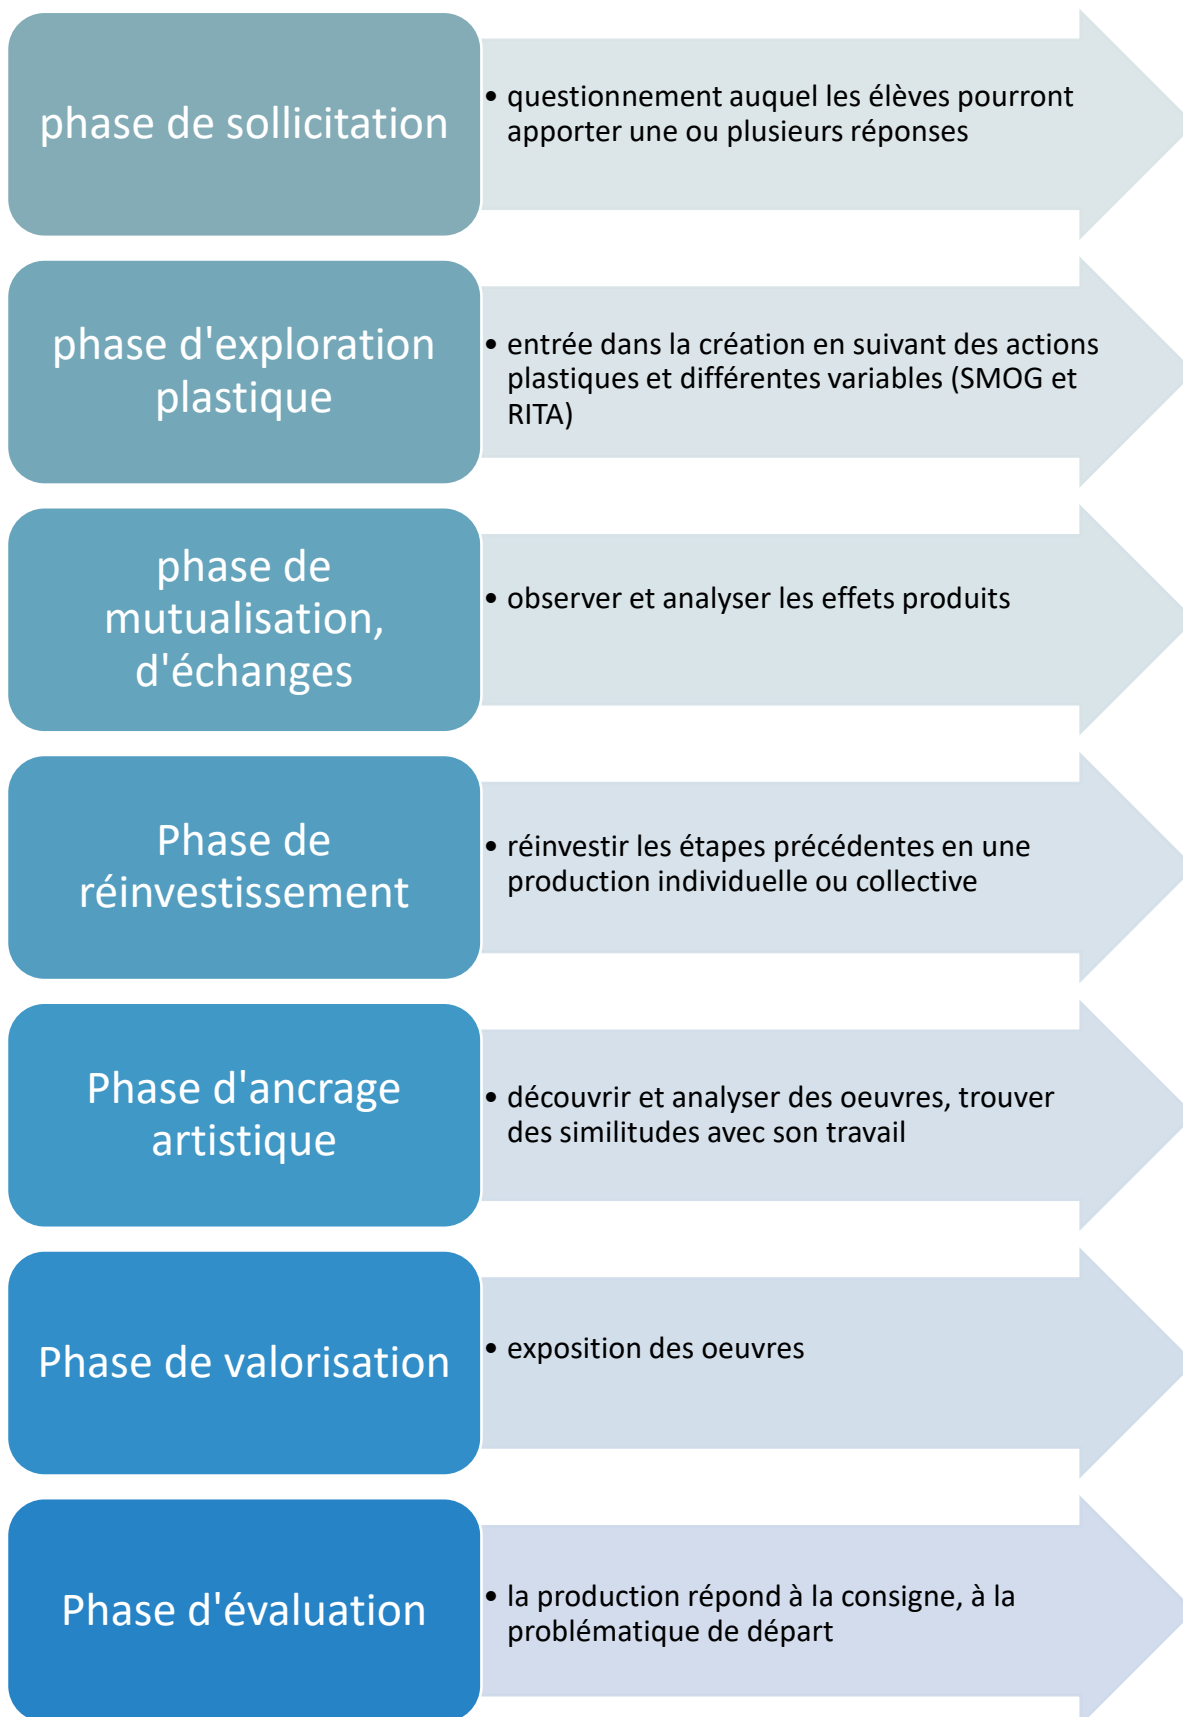 phase de sollicitation
• questionnement auquel les élèves pourront
apporter une ou plusieurs réponses
phase d'exploration
plastique
• entrée dans la création en suivant des actions
plastiques et différentes variables (SMOG et
RITA)
phase de
mutualisation,
d'échanges
• observer et analyser les effets produits
Phase de
réinvestissement
• réinvestir les étapes précédentes en une
production individuelle ou collective
Phase d'ancrage
artistique
• découvrir et analyser des oeuvres, trouver
des similitudes avec son travail
Phase de valorisation
• exposition des oeuvres
Phase d'évaluation
• la production répond à la consigne, à la
problématique de départ